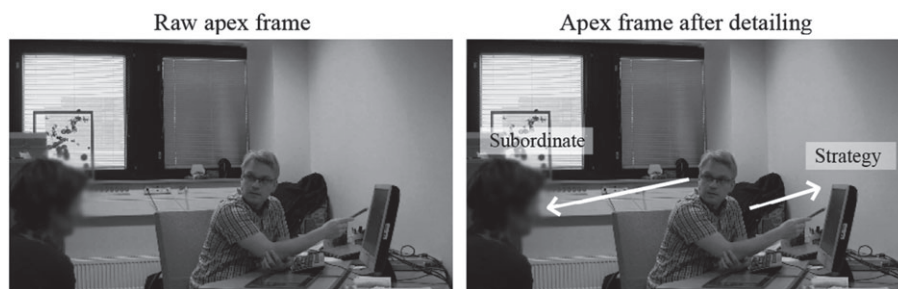 Raw apex frame
Apex frame after detailing
Subordinate
Strategy